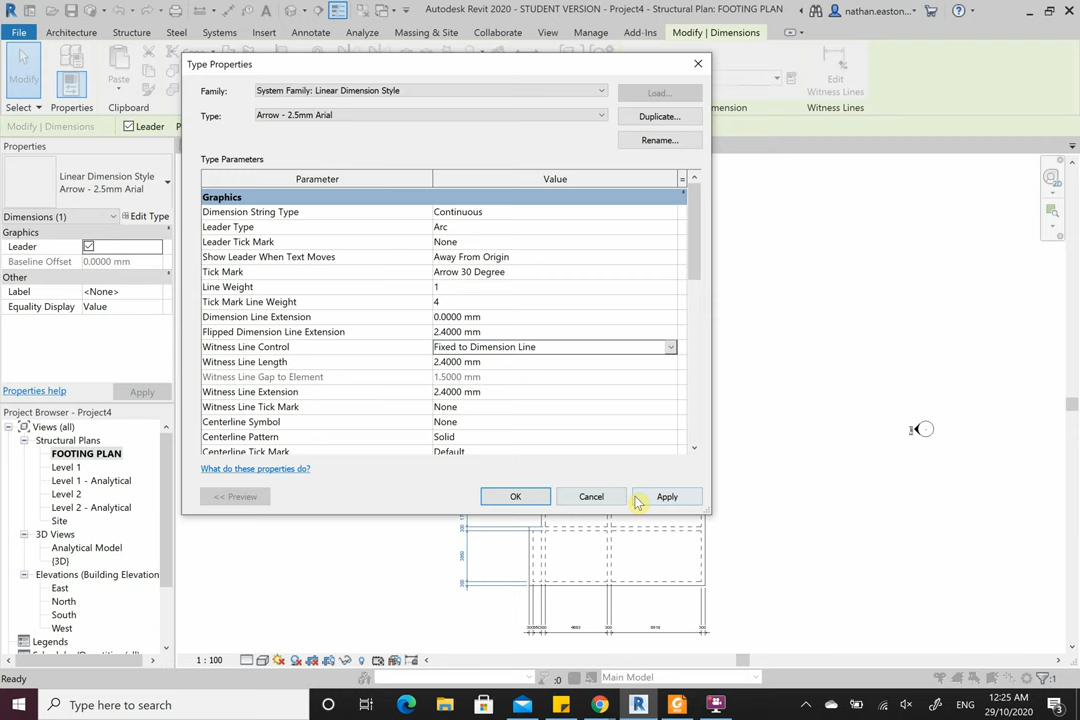 Autodesk Revit 2020 - STUDENT VERSION - Project4 - Structural Plan: FOOTING PLAN
nathan.easton...
File Architecture Structure Steel Systems Insert Annotate Analyze Massing & Site Collaborate View Manage Add-Ins Modify | Dimensions
Modify
Properties
Paste
Edit
Witness Lines
Select Properties Clipboard Witness Lines
Modify | Dimensions Leader
Type Properties
Family: System Family: Linear Dimension Style Load...
Type: Arrow - 2.5mm Arial Duplicate...
Rename...
Type Parameters
Parameter Value =
Graphics
Dimension String Type Continuous
Leader Type Arc
Leader Tick Mark None
Show Leader When Text Moves Away From Origin
Tick Mark Arrow 30 Degree
Line Weight 1
Tick Mark Line Weight 4
Dimension Line Extension 0.0000 mm
Flipped Dimension Line Extension 2.4000 mm
Witness Line Control Fixed to Dimension Line
Witness Line Length 2.4000 mm
Witness Line Gap to Element 1.5000 mm
Witness Line Extension 2.4000 mm
Witness Line Tick Mark None
Centerline Symbol None
Centerline Pattern Solid
Centerline Tick Mark Default
What do these properties do?
<< Preview OK Cancel Apply
Properties
Linear Dimension Style
Arrow - 2.5mm Arial
Dimensions (1) Edit Type
Graphics
Leader
Baseline Offset 0.0000 mm
Other
Label <None>
Equality Display Value
Properties help Apply
Project Browser - Project4
Views (all)
Structural Plans
FOOTING PLAN
Level 1
Level 1 - Analytical
Level 2
Level 2 - Analytical
Site
3D Views
Analytical Model
{3D}
Elevations (Building Elevation
East
North
South
West
Legends
1 : 100
Ready :0 Main Model :1
Type here to search
ENG
12:25 AM
29/10/2020
3